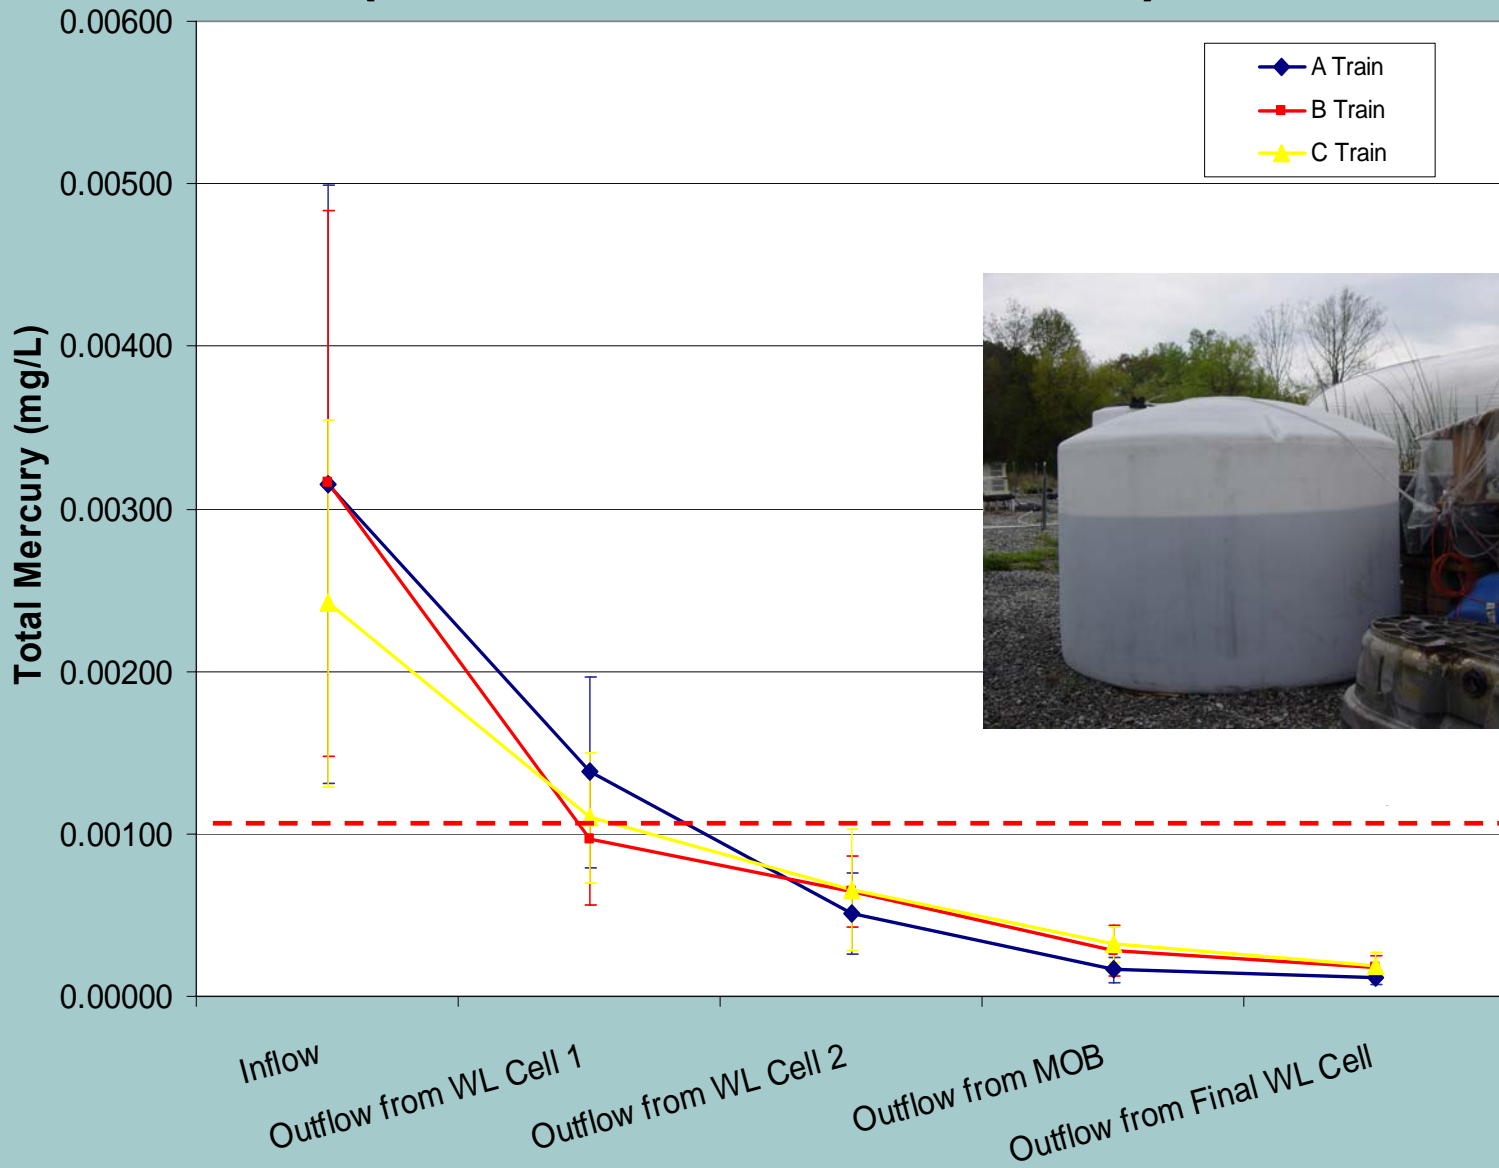 0.00600
0.00500
0.00400
0.00300
0.00200
0.00100
0.00000
Total Mercury (mg/L)
A Train
B Train
C Train
Inflow
Outflow from WL Cell 1
Outflow from WL Cell 2
Outflow from MOB
Outflow from Final WL Cell